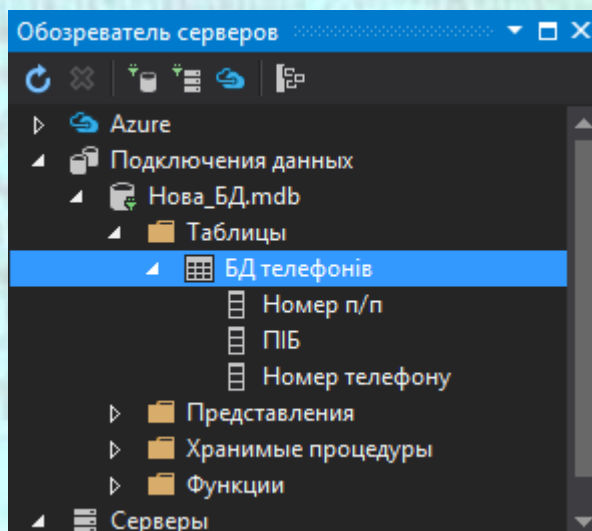 Обозреватель серверов
Azure
Подключения данных
Нова_БД.mdb
Таблицы
БД телефонів
Номер п/п
ПІБ
Номер телефону
Представления
Хранимые процедуры
Функции
Серверы